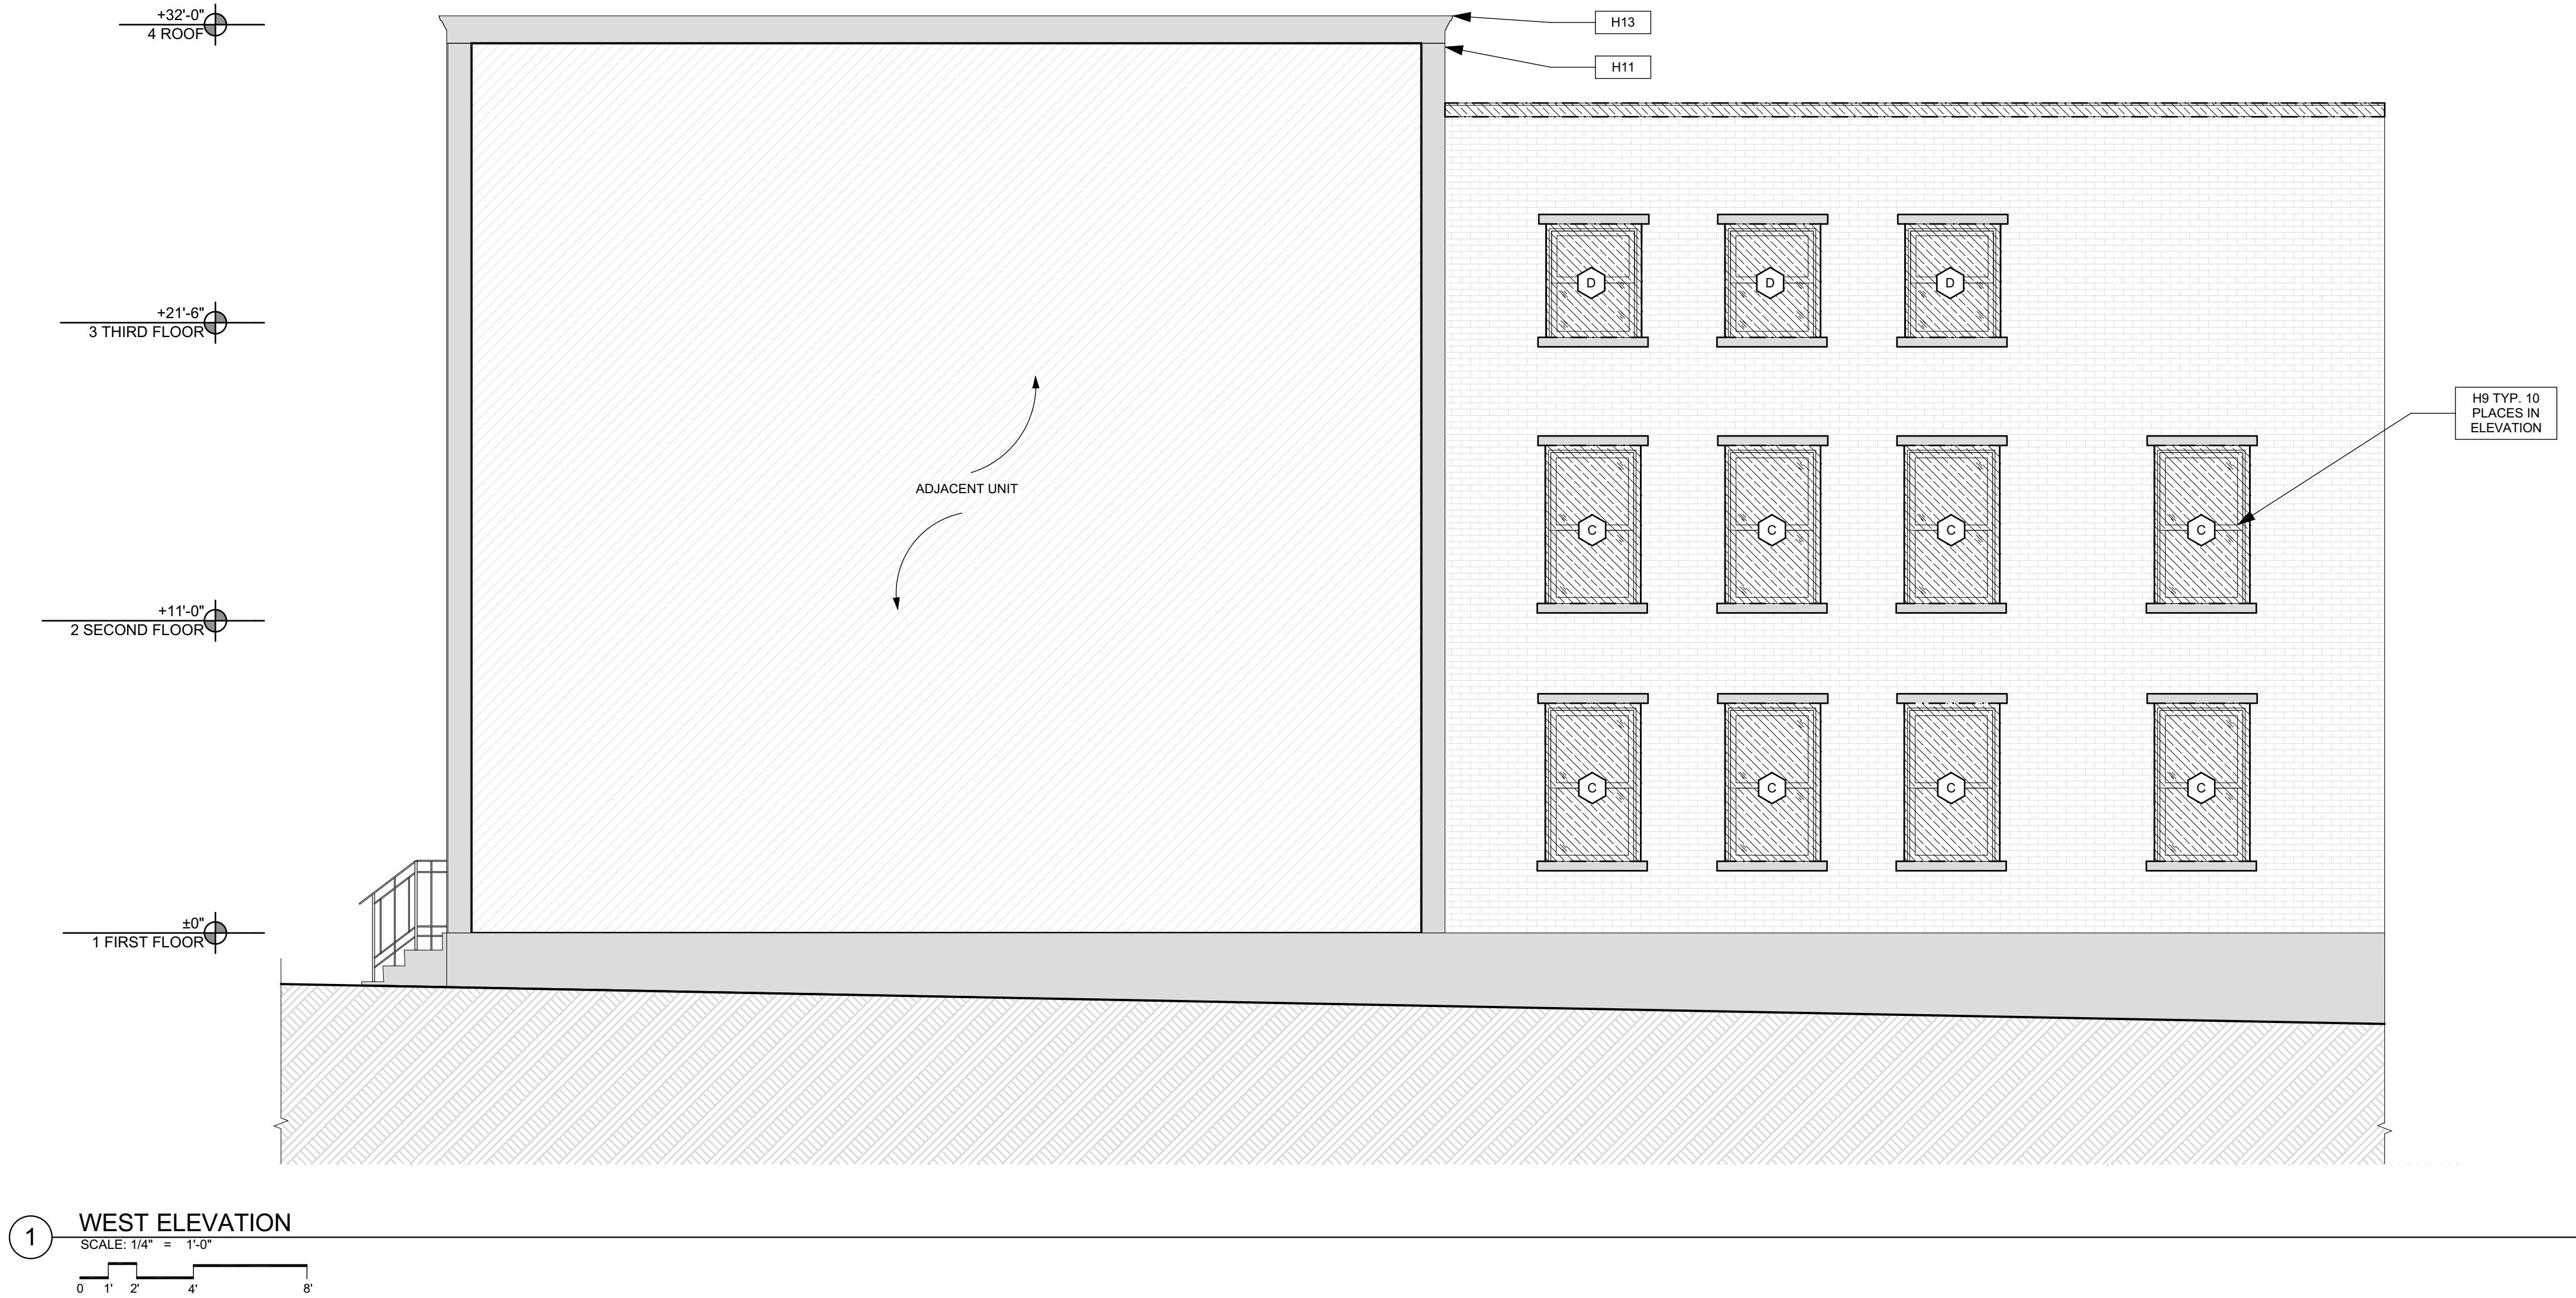 +32'-0"
4 ROOF
H13
H11
+21'-6"
3 THIRD FLOOR
D
D
D
H9 TYP. 10
PLACES IN
ELEVATION
ADJACENT UNIT
C
C
C
C
+11'-0"
2 SECOND FLOOR
C
C
C
C
±0"
1 FIRST FLOOR
1
WEST ELEVATION
SCALE: 1/4" = 1'-0"
0 1' 2' 4' 8'